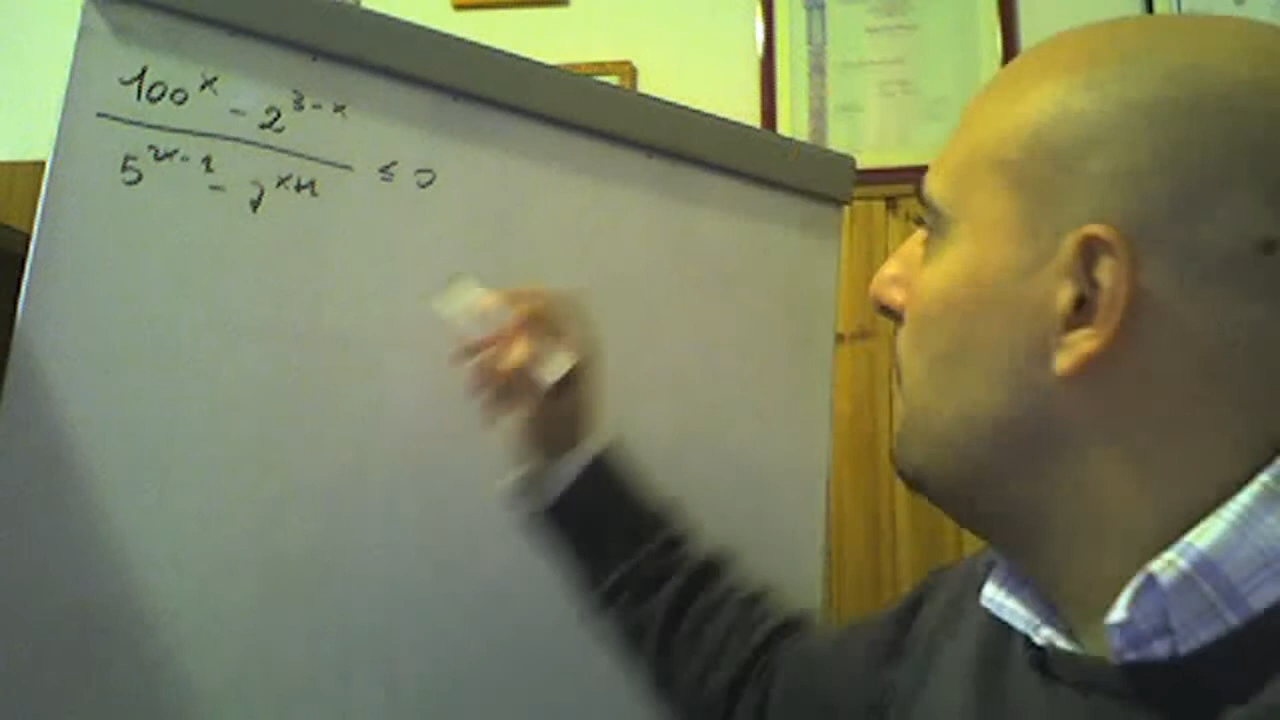 100^x - 2^{3-x}
5^{2x-1} - 7^{x+1} ≤ 0